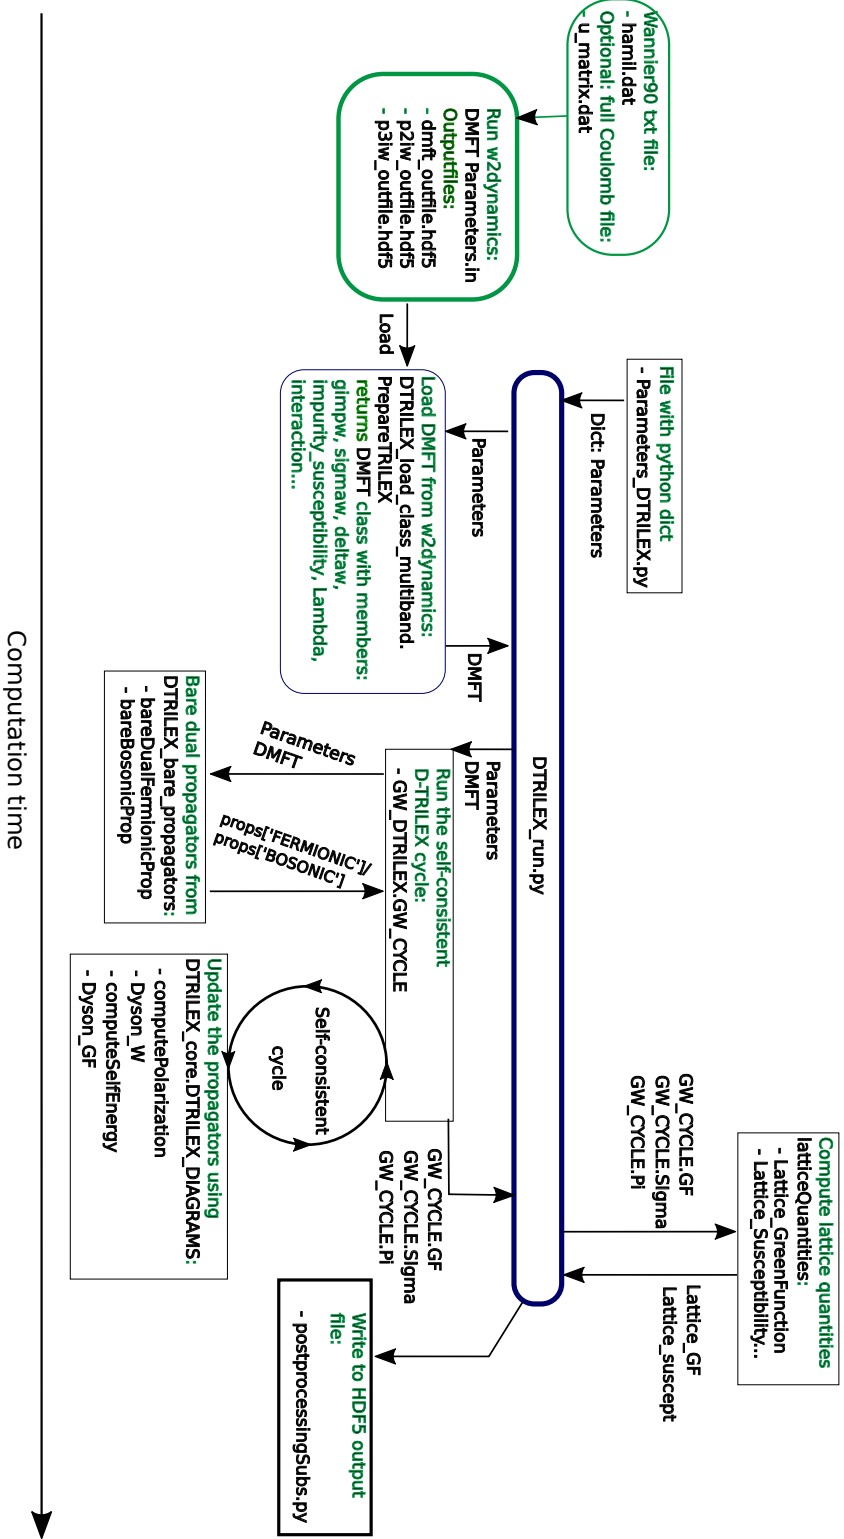 Wannier90 txt file:
- hamil.dat
Optional: full Coulomb file:
- u_matrix.dat
Run w2dynamics:
DMFT Parameters.in
Outputfiles:
- dmft_outfile.hdf5
- p2iw_outfile.hdf5
- p3iw_outfile.hdf5
Load
File with python dict
- Parameters_DTRILEX.py
Dict: Parameters
Parameters
Load DMFT from w2dynamics:
DTRILEX_load_class_multiband.
PrepareTRILEX
returns DMFT class with members:
gimpw, sigmaw, deltaw,
impurity_susceptibility, Lambda,
interaction...
DMFT
DTRILEX_run.py
Parameters
DMFT
Run the self-consistent
D-TRILEX cycle:
- GW_DTRILEX.GW_CYCLE
Parameters
DMFT
props['FERMIONIC']/
props['BOSONIC']
Bare dual propagators from
DTRILEX_bare_propagators:
- bareDualFermionicProp
- bareBosonicProp
Self-consistent
cycle
Update the propagators using
DTRILEX_core.DTRILEX_DIAGRAMS:
- computePolarization
- Dyson_W
- computeSelfEnergy
- Dyson_GF
GW_CYCLE.GF
GW_CYCLE.SIgma
GW_CYCLE.Pi
GW_CYCLE.GF
GW_CYCLE.SIgma
GW_CYCLE.Pi
Compute lattice quantities
latticeQuantities:
- Lattice_GreenFunction
- Lattice_Susceptibility...
Lattice_GF
Lattice_suscept
Write to HDF5 output
file:
- postprocessingSubs.py
Computation time